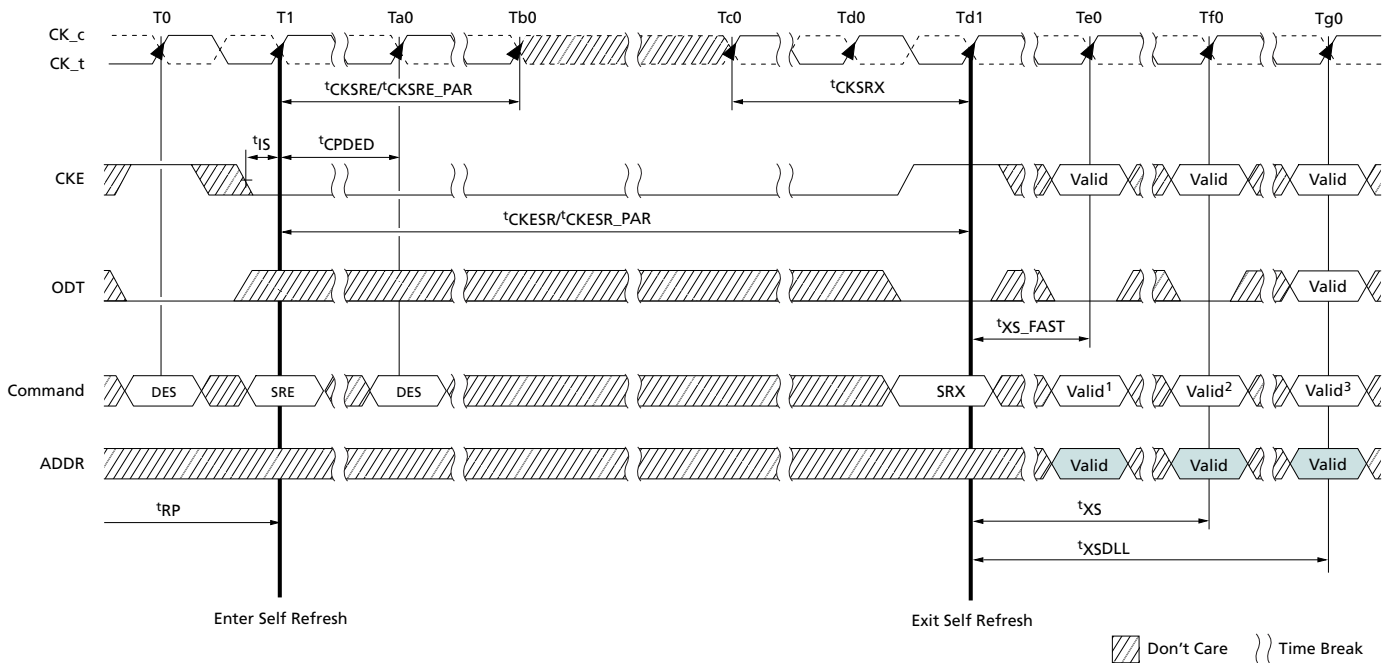 T0 T1 Ta0 Tb0 Tc0 Td0 Td1 Te0 Tf0 Tg0
CK_c
CK_t
tCKSRE/tCKSRE_PAR tCKSRX
tIS tCPDED
CKE Valid Valid Valid
tCKESR/tCKESR_PAR
ODT Valid
tXS_FAST
Command DES SRE DES SRX Valid1 Valid2 Valid3
ADDR Valid Valid Valid
tRP tXS
tXSDLL
Enter Self Refresh Exit Self Refresh
Don't Care Time Break